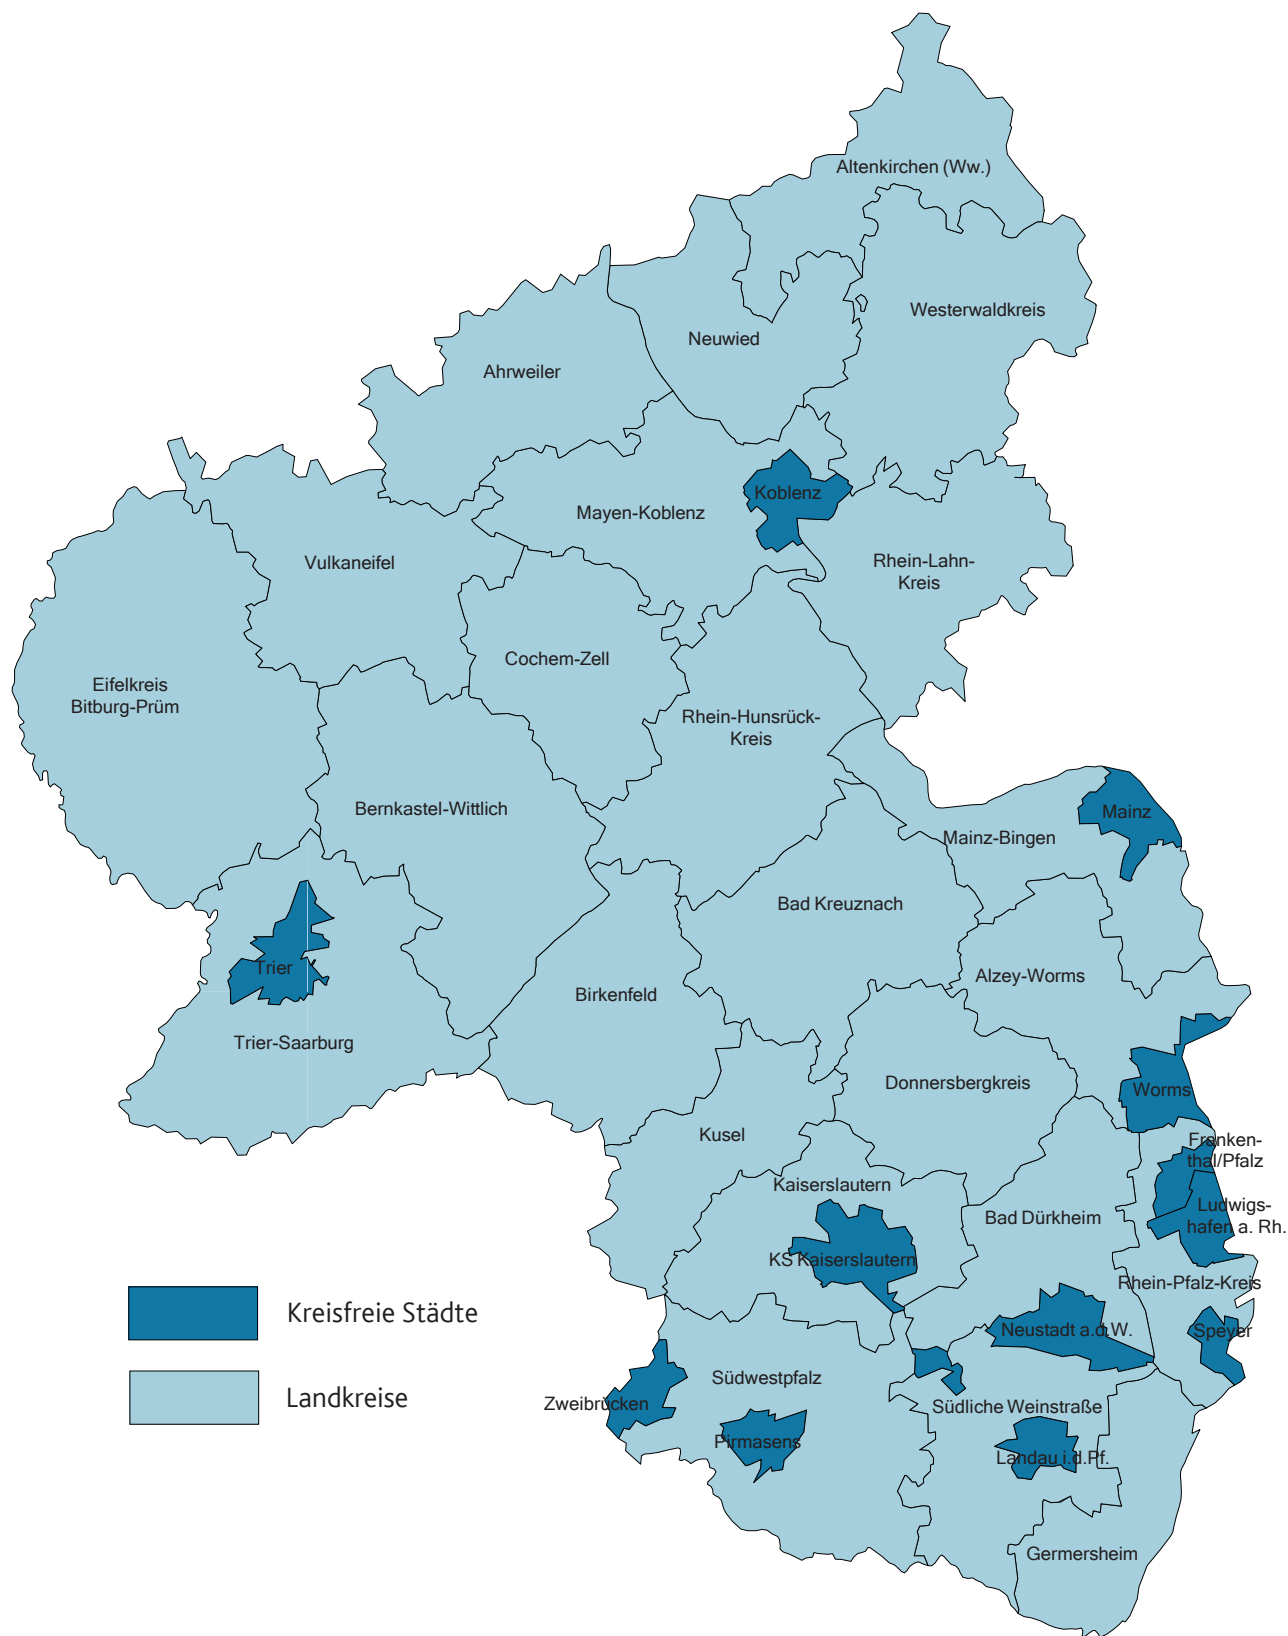 Altenkirchen (Ww.)
Westerwaldkreis
Neuwied
Ahrweiler
Koblenz
Mayen-Koblenz
Rhein-Lahn-
Kreis
Vulkaneifel
Cochem-Zell
Eifelkreis
Bitburg-Prüm
Rhein-Hunsrück-
Kreis
Bernkastel-Wittlich
Mainz
Mainz-Bingen
Bad Kreuznach
Trier
Alzey-Worms
Birkenfeld
Trier-Saarburg
Donnersbergkreis
Worms
Kusel
Franken-
thal/Pfalz
Kaiserslautern
Ludwigs-
hafen a. Rh.
Bad Dürkheim
KS Kaiserslautern
Rhein-Pfalz-Kreis
Kreisfreie Städte
Neustadt a.d.W.
Speyer
Südwestpfalz
Landkreise
Zweibrücken
Südliche Weinstraße
Pirmasens
Landau i.d.Pf.
Germersheim